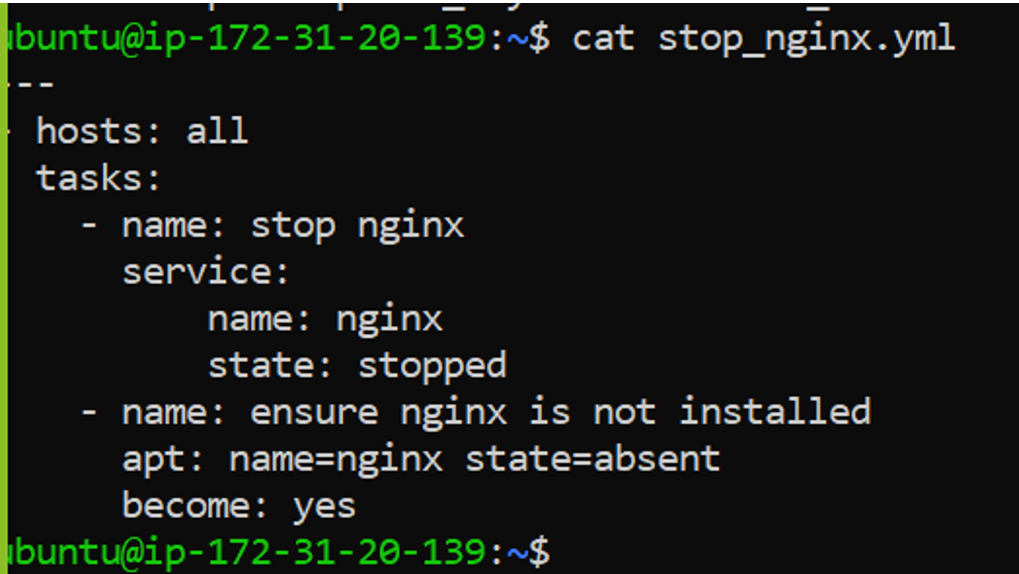 ubuntu@ip-172-31-20-139:~$ cat stop_nginx.yml
---
- hosts: all
  tasks:
    - name: stop nginx
      service:
          name: nginx
          state: stopped
    - name: ensure nginx is not installed
      apt: name=nginx state=absent
      become: yes
ubuntu@ip-172-31-20-139:~$